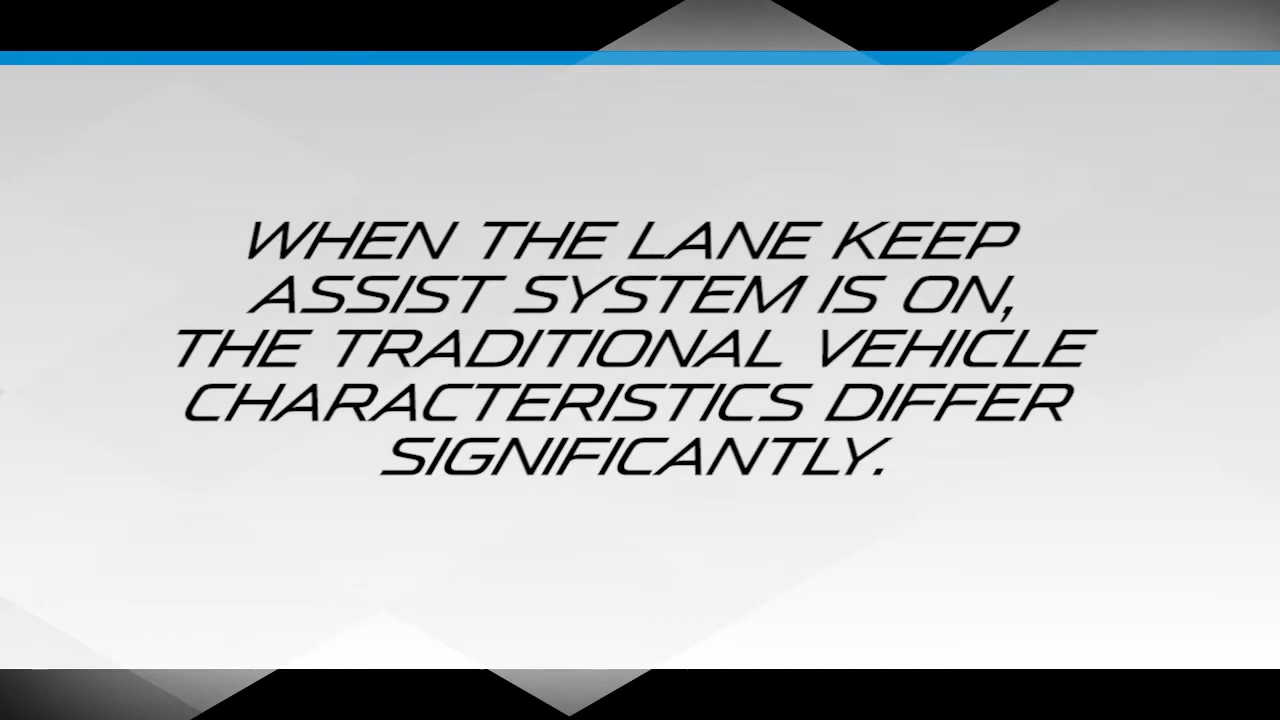 WHEN THE LANE KEEP
ASSIST SYSTEM IS ON,
THE TRADITIONAL VEHICLE
CHARACTERISTICS DIFFER
SIGNIFICANTLY.